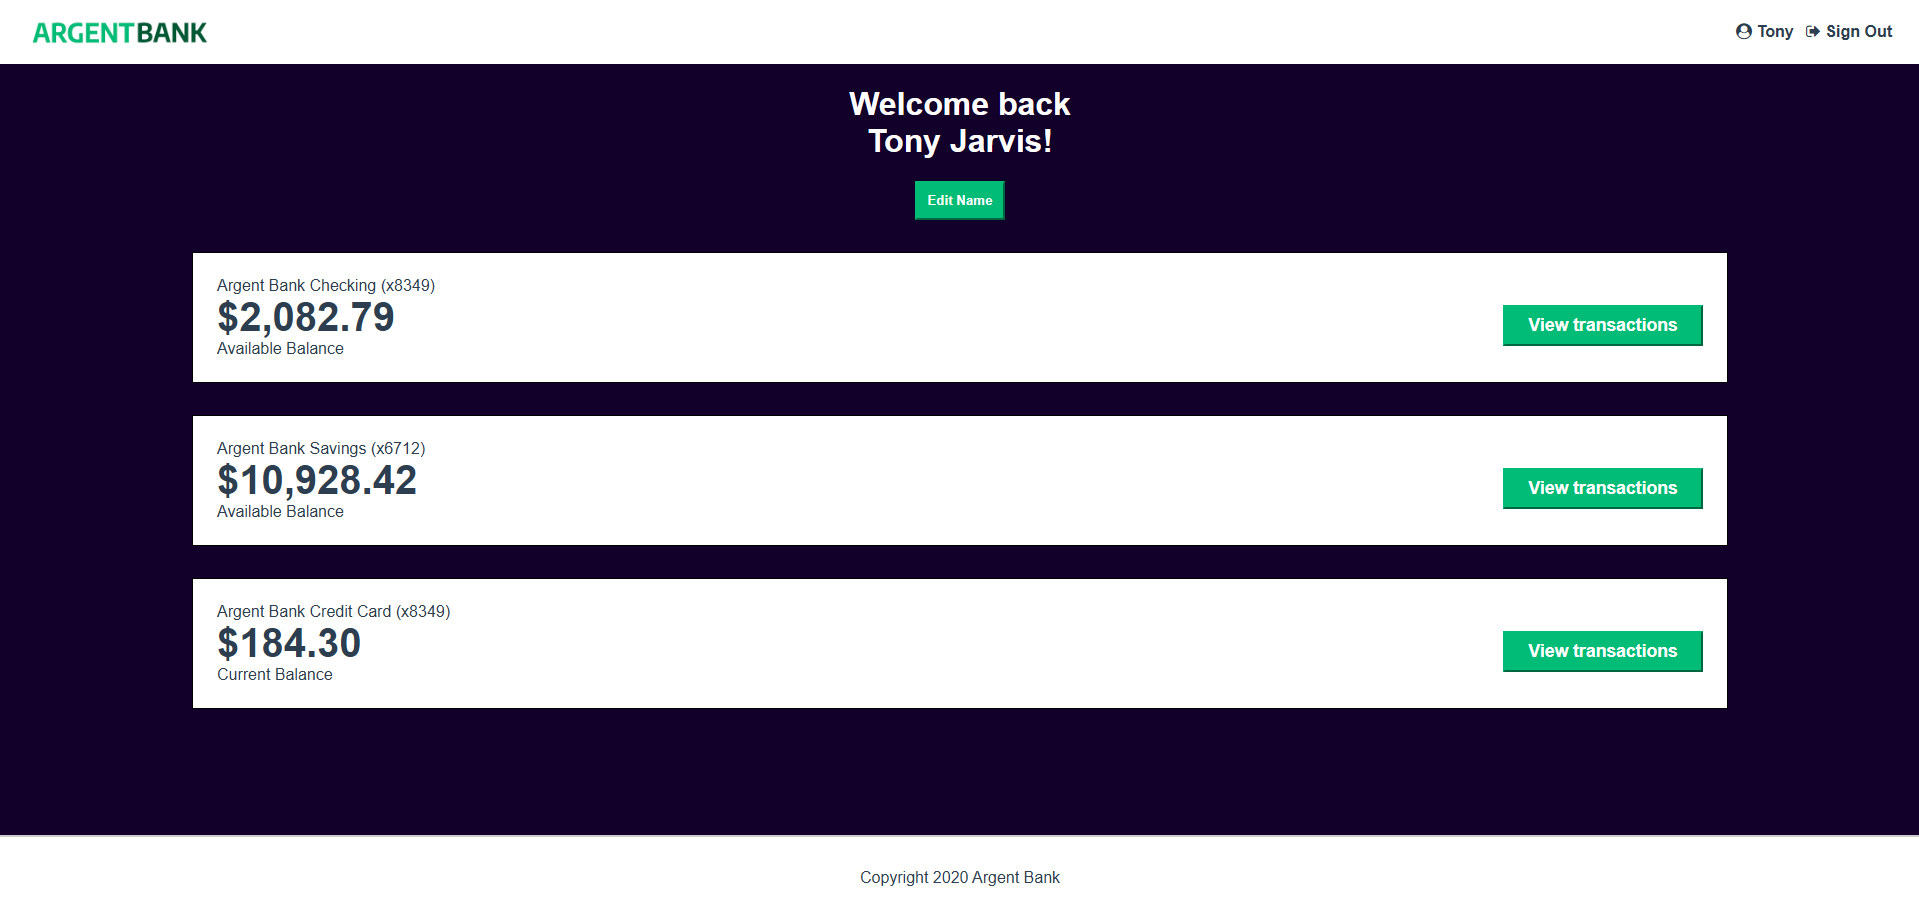 ARGENTBANK
Tony Sign Out
Welcome back
Tony Jarvis!
Edit Name
Argent Bank Checking (x8349)
$2,082.79
Available Balance
View transactions
Argent Bank Savings (x6712)
$10,928.42
Available Balance
View transactions
Argent Bank Credit Card (x8349)
$184.30
Current Balance
View transactions
Copyright 2020 Argent Bank